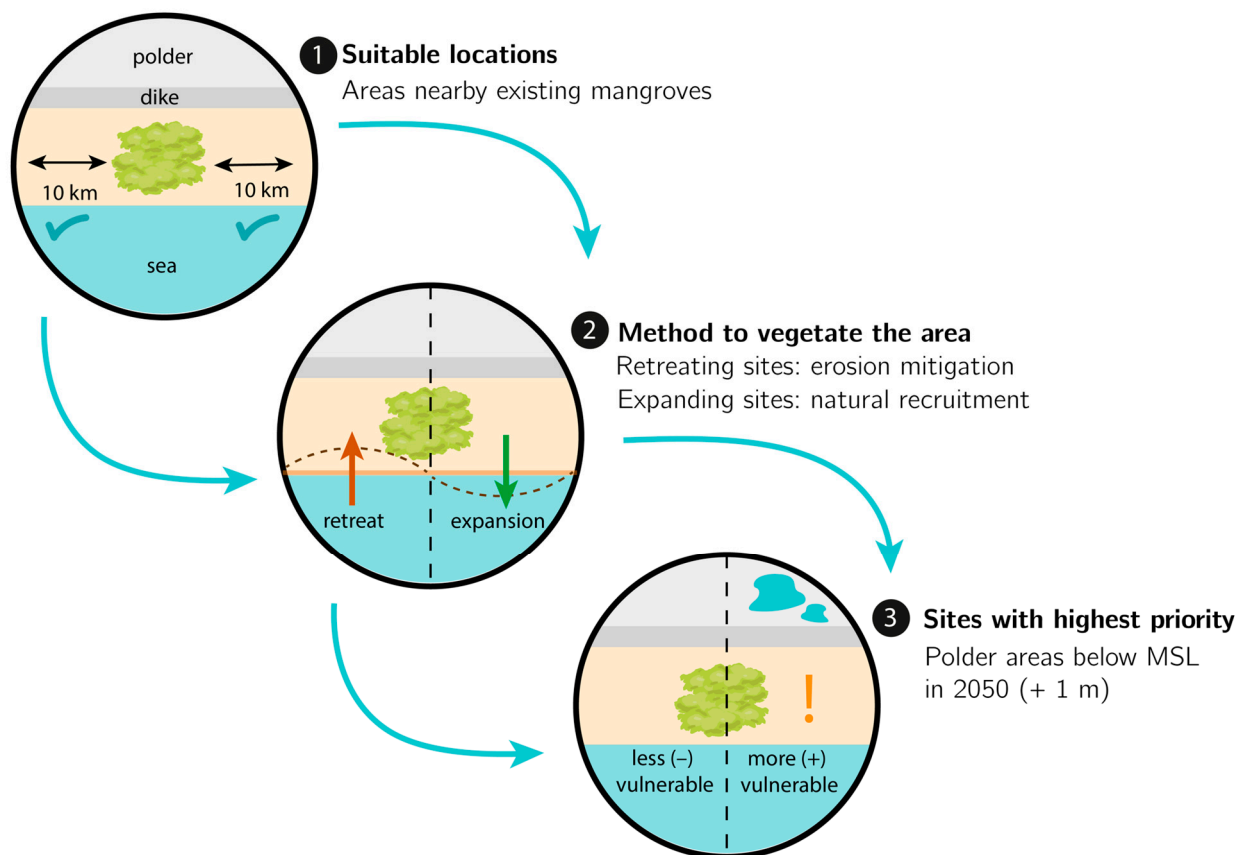 polder
dike
10 km
10 km
sea
1 Suitable locations
Areas nearby existing mangroves
2 Method to vegetate the area
Retreating sites: erosion mitigation
Expanding sites: natural recruitment
retreat
expansion
3 Sites with highest priority
Polder areas below MSL
in 2050 (+ 1 m)
!
less (–)
vulnerable
more (+)
vulnerable